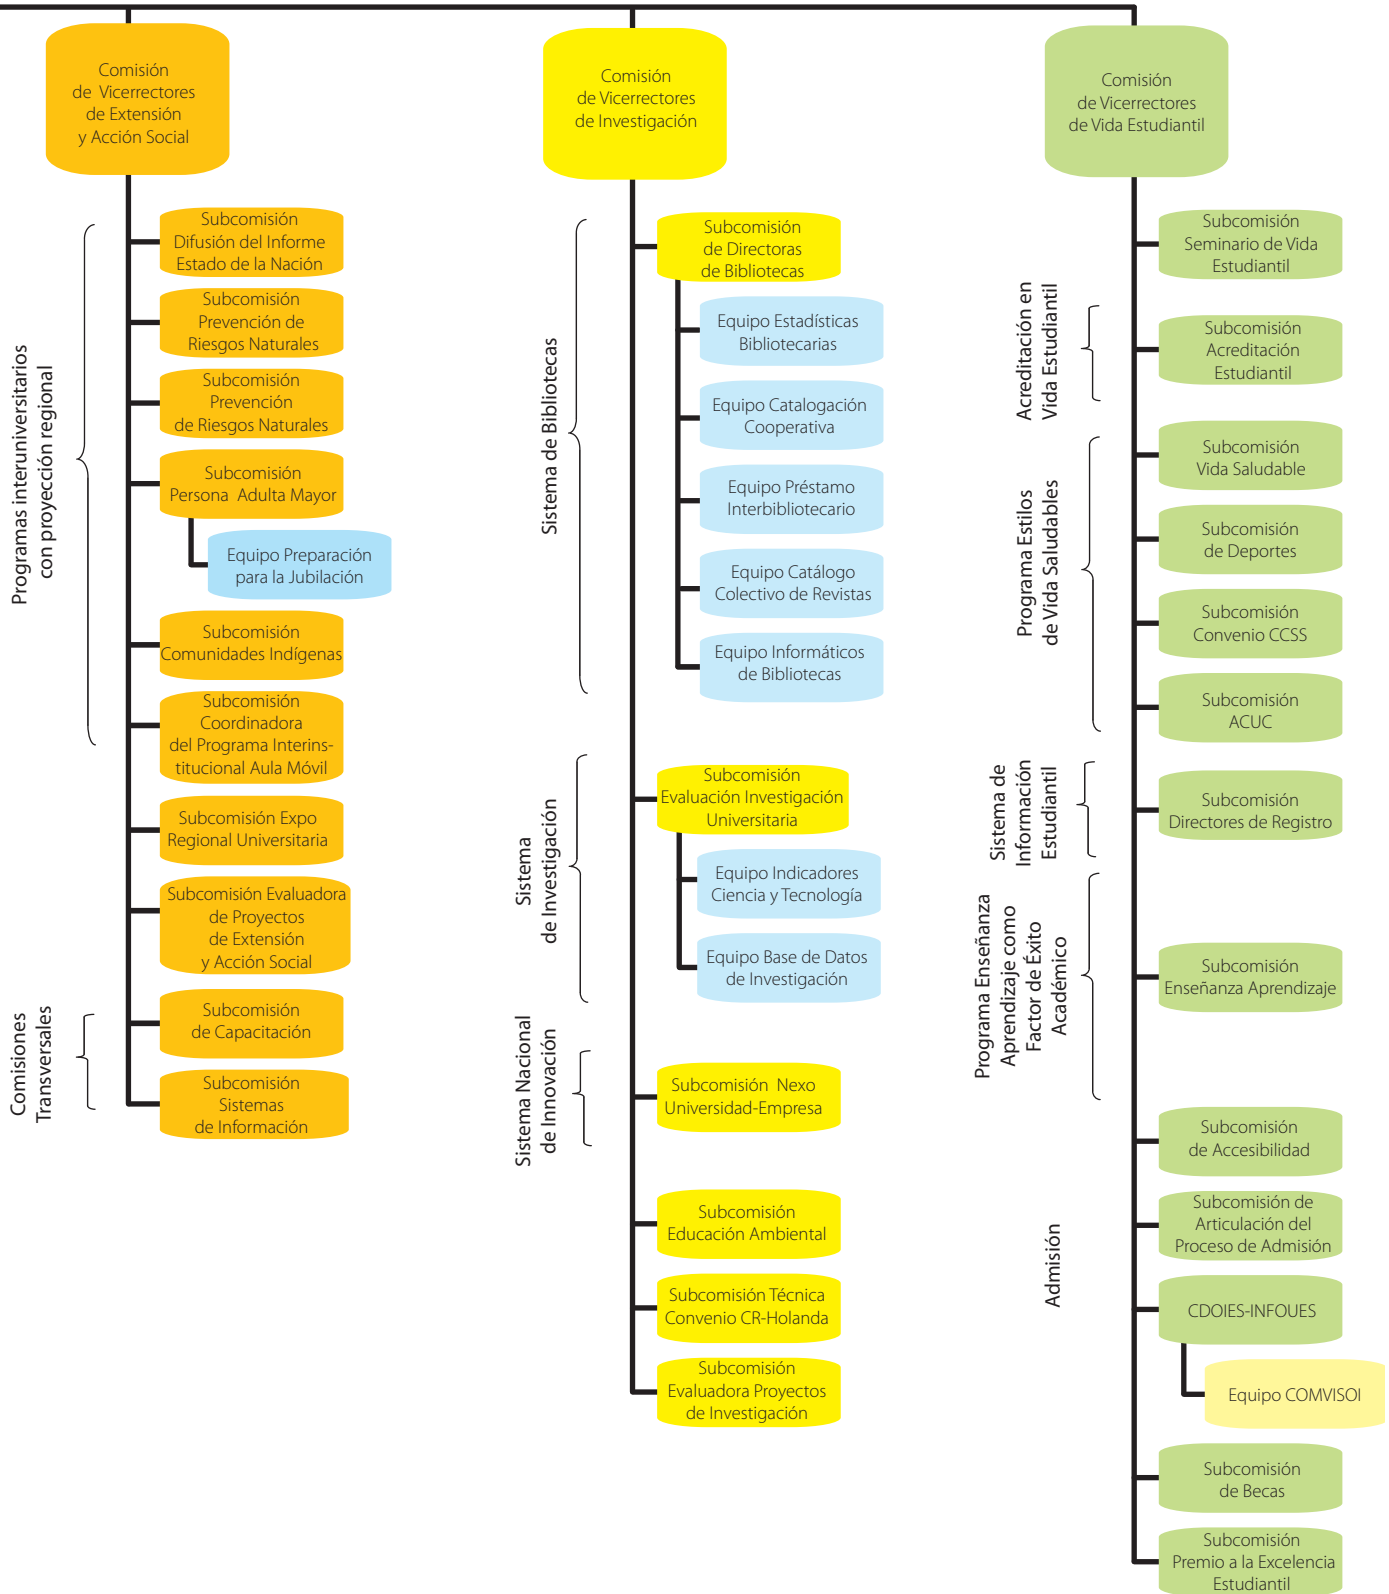 Comisión
de Vicerrectores
de Extensión
y Acción Social
Programas interuniversitarios
con proyección regional
Subcomisión
Difusión del Informe
Estado de la Nación
Subcomisión
Prevención de
Riesgos Naturales
Subcomisión
Prevención
de Riesgos Naturales
Subcomisión
Persona Adulta Mayor
Equipo Preparación
para la Jubilación
Subcomisión
Comunidades Indígenas
Subcomisión
Coordinadora
del Programa Interins-
titucional Aula Móvil
Subcomisión Expo
Regional Universitaria
Subcomisión Evaluadora
de Proyectos
de Extensión
y Acción Social
Comisiones
Transversales
Subcomisión
de Capacitación
Subcomisión
Sistemas
de Información
Comisión
de Vicerrectores
de Investigación
Sistema de Bibliotecas
Subcomisión
de Directoras
de Bibliotecas
Equipo Estadísticas
Bibliotecarias
Equipo Catalogación
Cooperativa
Equipo Préstamo
Interbibliotecario
Equipo Catálogo
Colectivo de Revistas
Equipo Informáticos
de Bibliotecas
Sistema
de Investigación
Subcomisión
Evaluación Investigación
Universitaria
Equipo Indicadores
Ciencia y Tecnología
Equipo Base de Datos
de Investigación
Sistema Nacional
de Innovación
Subcomisión Nexo
Universidad-Empresa
Subcomisión
Educación Ambiental
Subcomisión Técnica
Convenio CR-Holanda
Subcomisión
Evaluadora Proyectos
de Investigación
Comisión
de Vicerrectores
de Vida Estudiantil
Subcomisión
Seminario de Vida
Estudiantil
Acreditación en
Vida Estudiantil
Subcomisión
Acreditación
Estudiantil
Programa Estilos
de Vida Saludables
Subcomisión
Vida Saludable
Subcomisión
de Deportes
Subcomisión
Convenio CCSS
Subcomisión
ACUC
Sistema de
Información
Estudiantil
Subcomisión
Directores de Registro
Programa Enseñanza
Aprendizaje como
Factor de Éxito
Académico
Subcomisión
Enseñanza Aprendizaje
Admisión
Subcomisión
de Accesibilidad
Subcomisión de
Articulación del
Proceso de Admisión
CDOIES-INFOUES
Equipo COMVISOI
Subcomisión
de Becas
Subcomisión
Premio a la Excelencia
Estudiantil